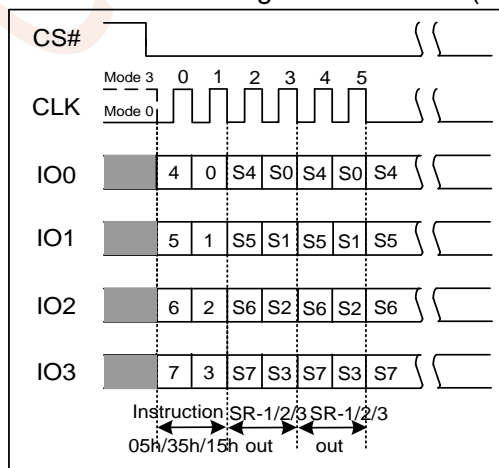 CS#
Mode 3 0 1 2 3 4 5
CLK
Mode 0
IO0 4 0 S4 S0 S4 S0 S4
IO1 5 1 S5 S1 S5 S1 S5
IO2 6 2 S6 S2 S6 S2 S6
IO3 7 3 S7 S3 S7 S3 S7
Instruction SR-1/2/3 SR-1/2/3
05h/35h/15h out out